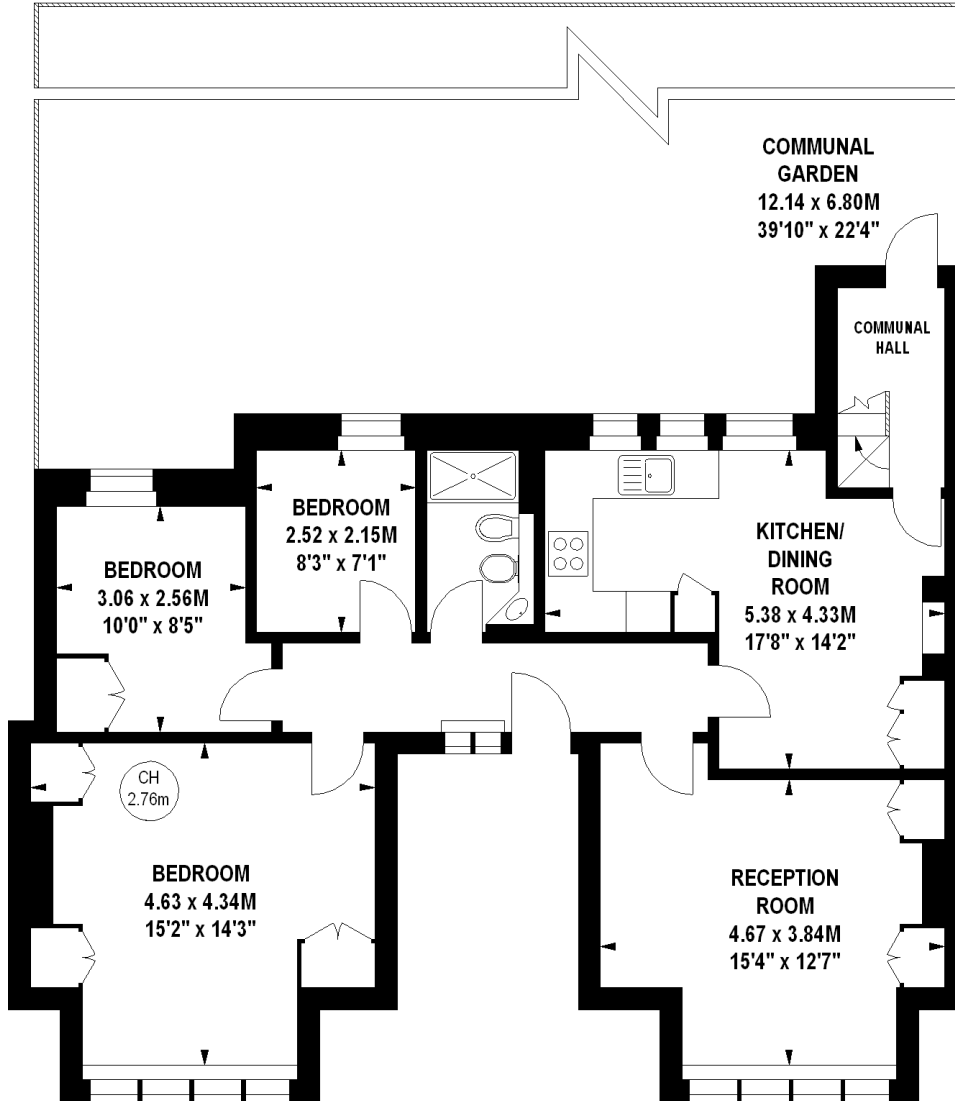 COMMUNAL
GARDEN
12.14 x 6.80M
39'10" x 22'4"
COMMUNAL
HALL
BEDROOM
2.52 x 2.15M
8'3" x 7'1"
KITCHEN/
DINING
ROOM
5.38 x 4.33M
17'8" x 14'2"
BEDROOM
3.06 x 2.56M
10'0" x 8'5"
CH
2.76m
BEDROOM
4.63 x 4.34M
15'2" x 14'3"
RECEPTION
ROOM
4.67 x 3.84M
15'4" x 12'7"